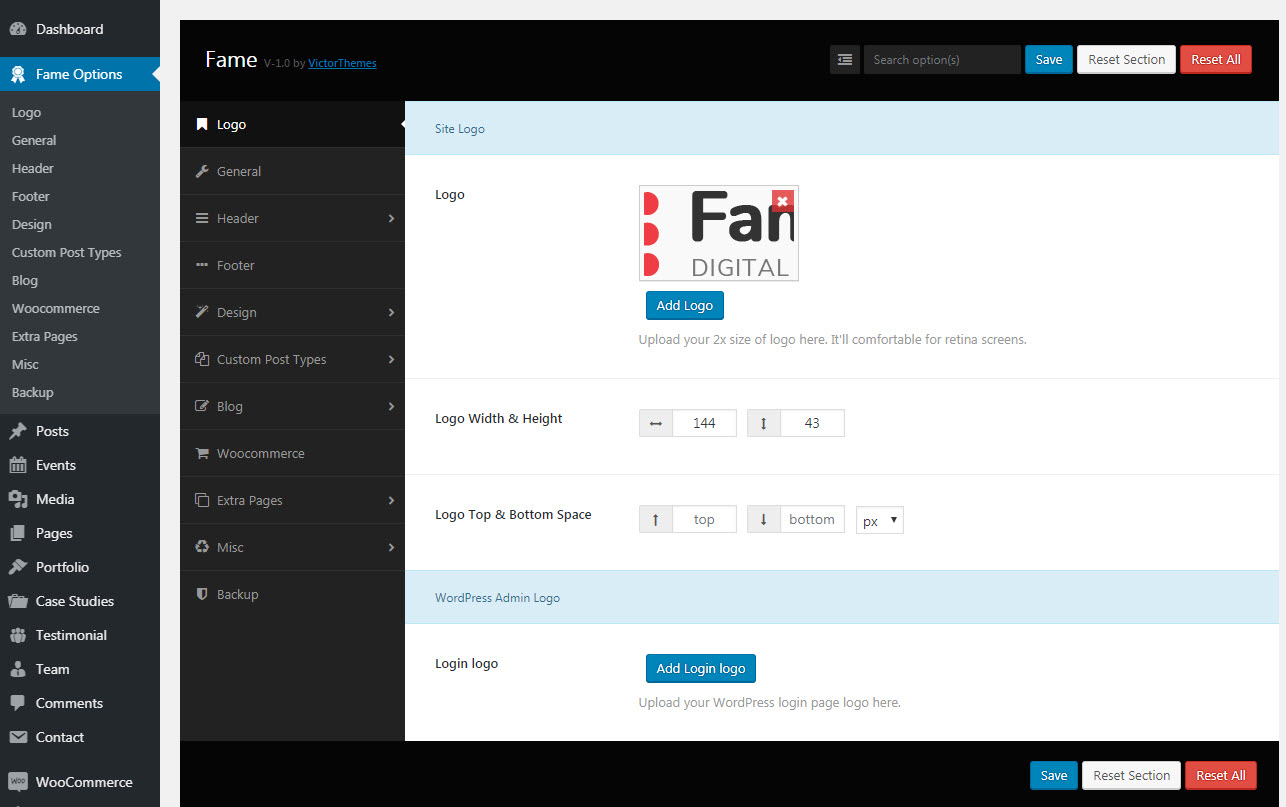 Dashboard
Fame Options
Logo
General
Header
Footer
Design
Custom Post Types
Blog
Woocommerce
Extra Pages
Misc
Backup
Posts
Events
Media
Pages
Portfolio
Case Studies
Testimonial
Team
Comments
Contact
WooCommerce
Fame V-1.0 by VictorThemes
Search option(s)
Save
Reset Section
Reset All
Logo
General
Header
Footer
Design
Custom Post Types
Blog
Woocommerce
Extra Pages
Misc
Backup
Site Logo
Logo
Fam
DIGITAL
Add Logo
Upload your 2x size of logo here. It'll comfortable for retina screens.
Logo Width & Height
144
43
Logo Top & Bottom Space
top
bottom
px
WordPress Admin Logo
Login logo
Add Login logo
Upload your WordPress login page logo here.
Save
Reset Section
Reset All